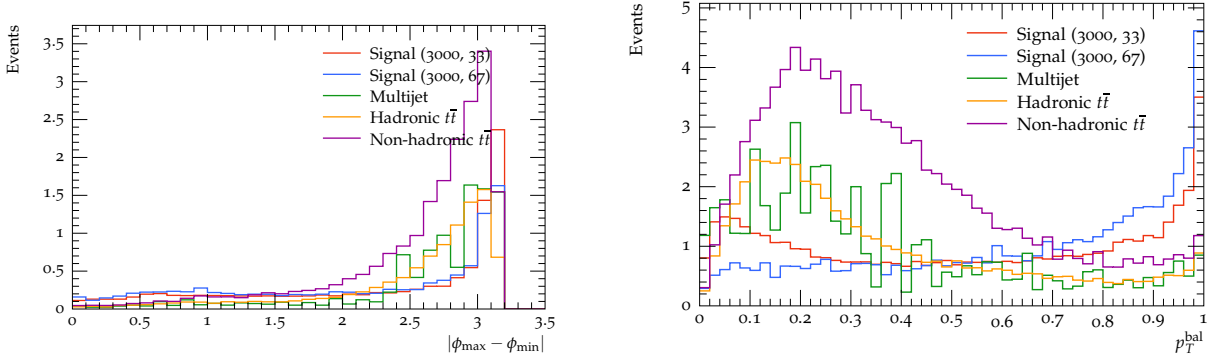 Events
3.5
3
2.5
2
1.5
1
0.5
0
0
0.5
1
1.5
2
2.5
3
3.5
|ϕmax − ϕmin|
Signal (3000, 33)
Signal (3000, 67)
Multijet
Hadronic tt̅
Non-hadronic tt̅
Events
5
4
3
2
1
0
0
0.1
0.2
0.3
0.4
0.5
0.6
0.7
0.8
0.9
1
pTbal
Signal (3000, 33)
Signal (3000, 67)
Multijet
Hadronic tt̅
Non-hadronic tt̅